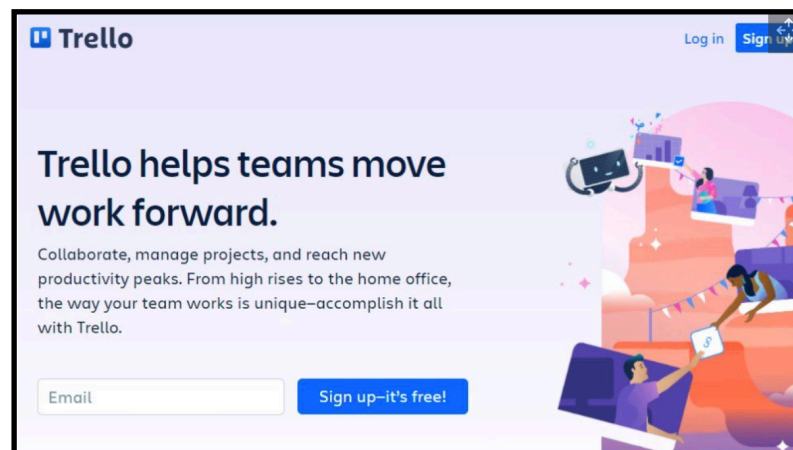 Trello
Log in
Sign up
Trello helps teams move
work forward.
Collaborate, manage projects, and reach new
productivity peaks. From high rises to the home office,
the way your team works is unique—accomplish it all
with Trello.
Email
Sign up—it's free!